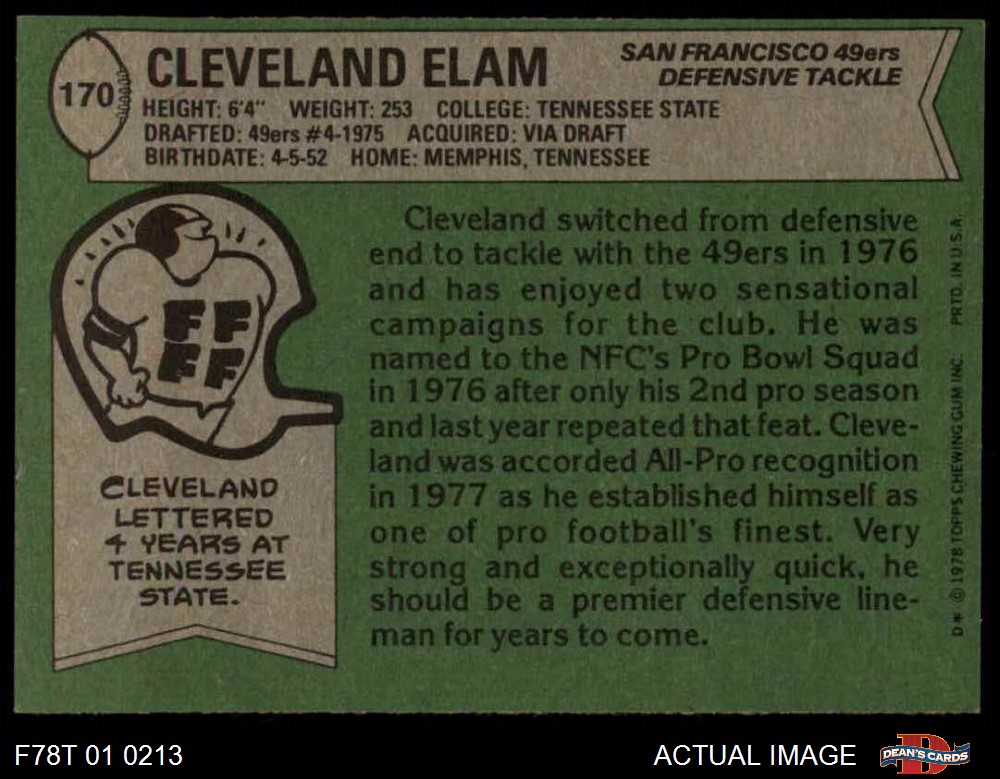 170
CLEVELAND ELAM
SAN FRANCISCO 49ers
DEFENSIVE TACKLE
HEIGHT: 6'4" WEIGHT: 253 COLLEGE: TENNESSEE STATE
DRAFTED: 49ers #4-1975 ACQUIRED: VIA DRAFT
BIRTHDATE: 4-5-52 HOME: MEMPHIS, TENNESSEE
FF
FF
CLEVELAND
LETTERED
4 YEARS AT
TENNESSEE
STATE.
Cleveland switched from defensive
end to tackle with the 49ers in 1976
and has enjoyed two sensational
campaigns for the club. He was
named to the NFC's Pro Bowl Squad
in 1976 after only his 2nd pro season
and last year repeated that feat. Cleve-
land was accorded All-Pro recognition
in 1977 as he established himself as
one of pro football's finest. Very
strong and exceptionally quick, he
should be a premier defensive line-
man for years to come.
D* © 1978 TOPPS CHEWING GUM INC. PRTD. IN U.S.A.
F78T 01 0213
ACTUAL IMAGE
DEAN'S CARDS